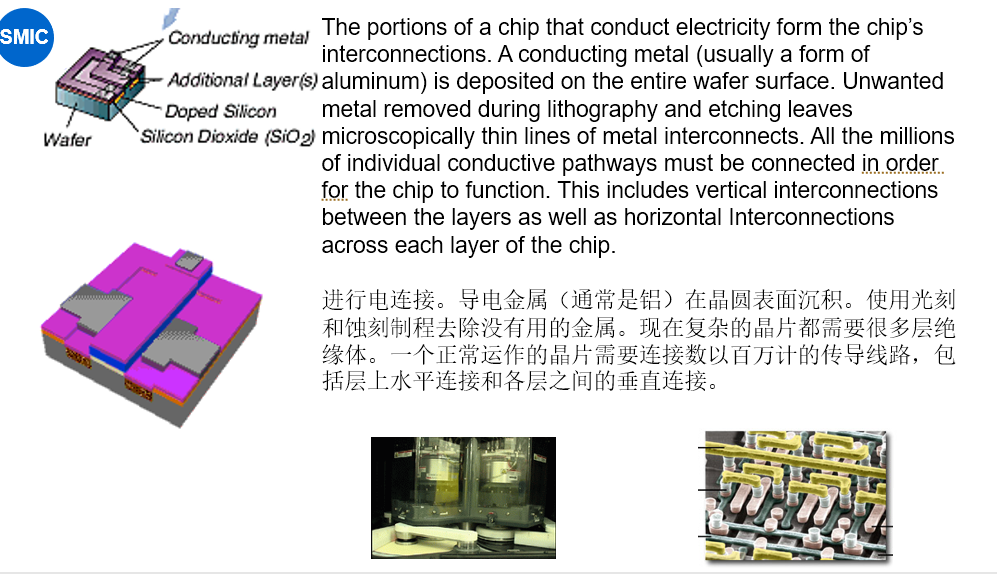 SMIC
Conducting metal
Additional Layer(s)
Doped Silicon
Silicon Dioxide (SiO2)
Wafer
The portions of a chip that conduct electricity form the chip’s
interconnections. A conducting metal (usually a form of
aluminum) is deposited on the entire wafer surface. Unwanted
metal removed during lithography and etching leaves
microscopically thin lines of metal interconnects. All the millions
of individual conductive pathways must be connected in order
for the chip to function. This includes vertical interconnections
between the layers as well as horizontal Interconnections
across each layer of the chip.
进行电连接。导电金属（通常是铝）在晶圆表面沉积。使用光刻
和蚀刻制程去除没有用的金属。现在复杂的晶片都需要很多层绝
缘体。一个正常运作的晶片需要连接数以百万计的传导线路，包
括层上水平连接和各层之间的垂直连接。